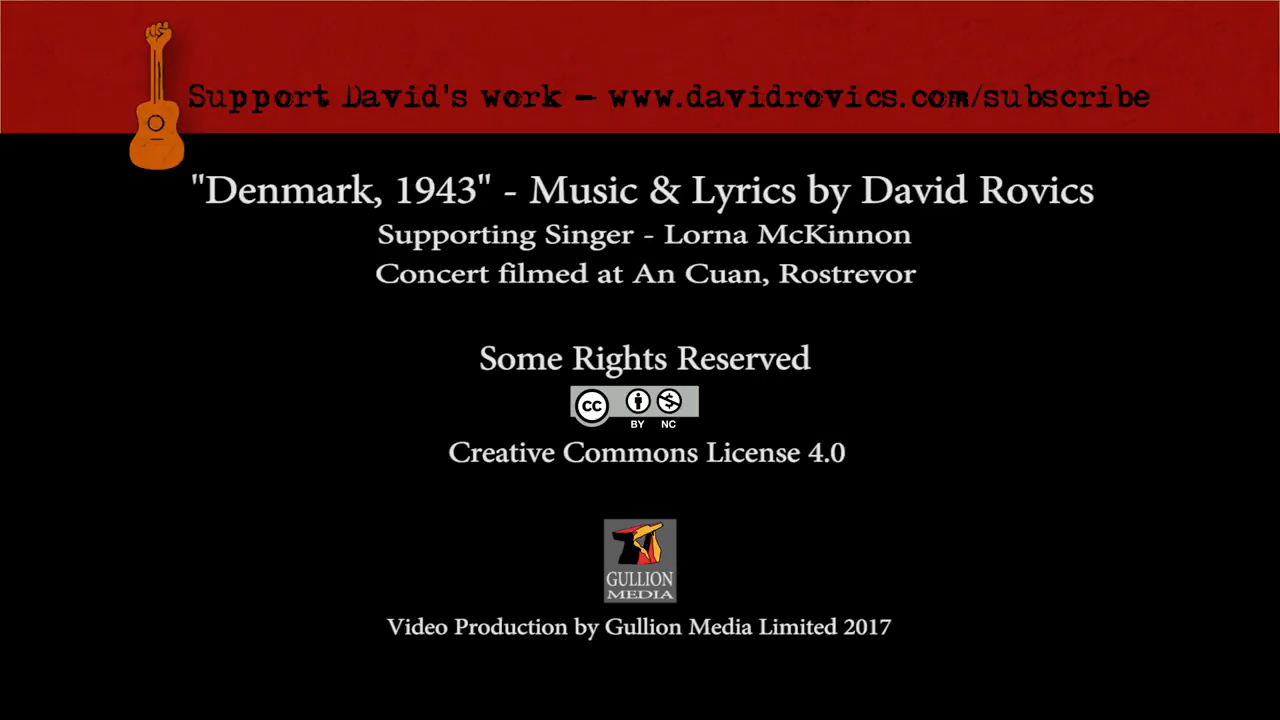 Support David's work – www.davidrovics.com/subscribe
"Denmark, 1943" - Music & Lyrics by David Rovics
Supporting Singer - Lorna McKinnon
Concert filmed at An Cuan, Rostrevor
Some Rights Reserved
CC BY NC
Creative Commons License 4.0
GULLION
MEDIA
Video Production by Gullion Media Limited 2017